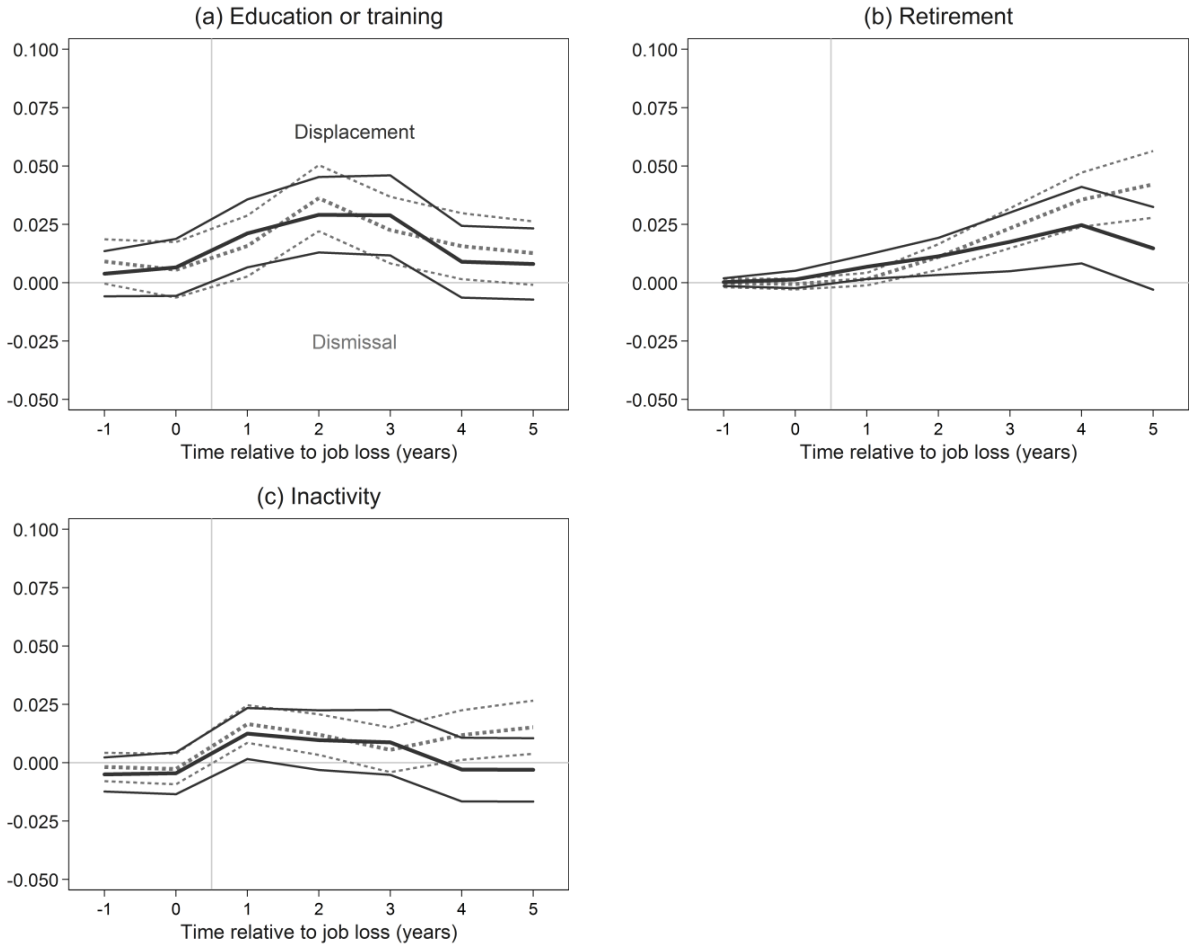 (a) Education or training
0.100
0.075
0.050
0.025
0.000
-0.025
-0.050
Displacement
Dismissal
-1 0 1 2 3 4 5
Time relative to job loss (years)
(b) Retirement
0.100
0.075
0.050
0.025
0.000
-0.025
-0.050
-1 0 1 2 3 4 5
Time relative to job loss (years)
(c) Inactivity
0.100
0.075
0.050
0.025
0.000
-0.025
-0.050
-1 0 1 2 3 4 5
Time relative to job loss (years)